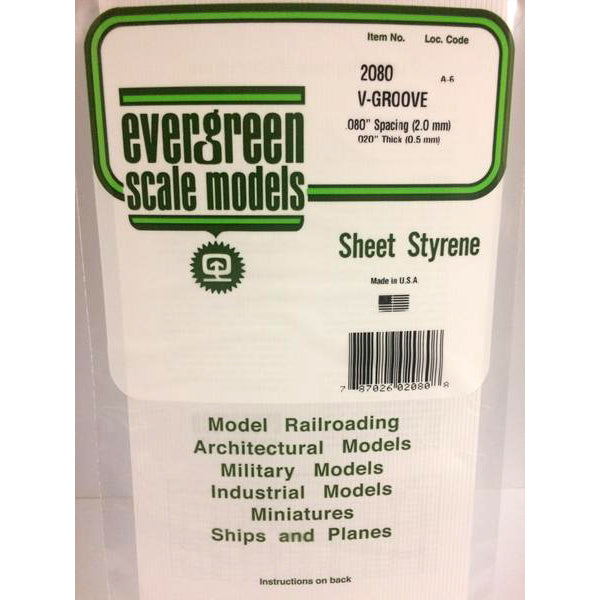 Item No. Loc. Code
2080 A-6
V-GROOVE
.080" Spacing (2.0 mm)
.020" Thick (0.5 mm)
evergreen
scale models
Sheet Styrene
Made in U.S.A
7 87026 02080 8
Model Railroading
Architectural Models
Military Models
Industrial Models
Miniatures
Ships and Planes
Instructions on back